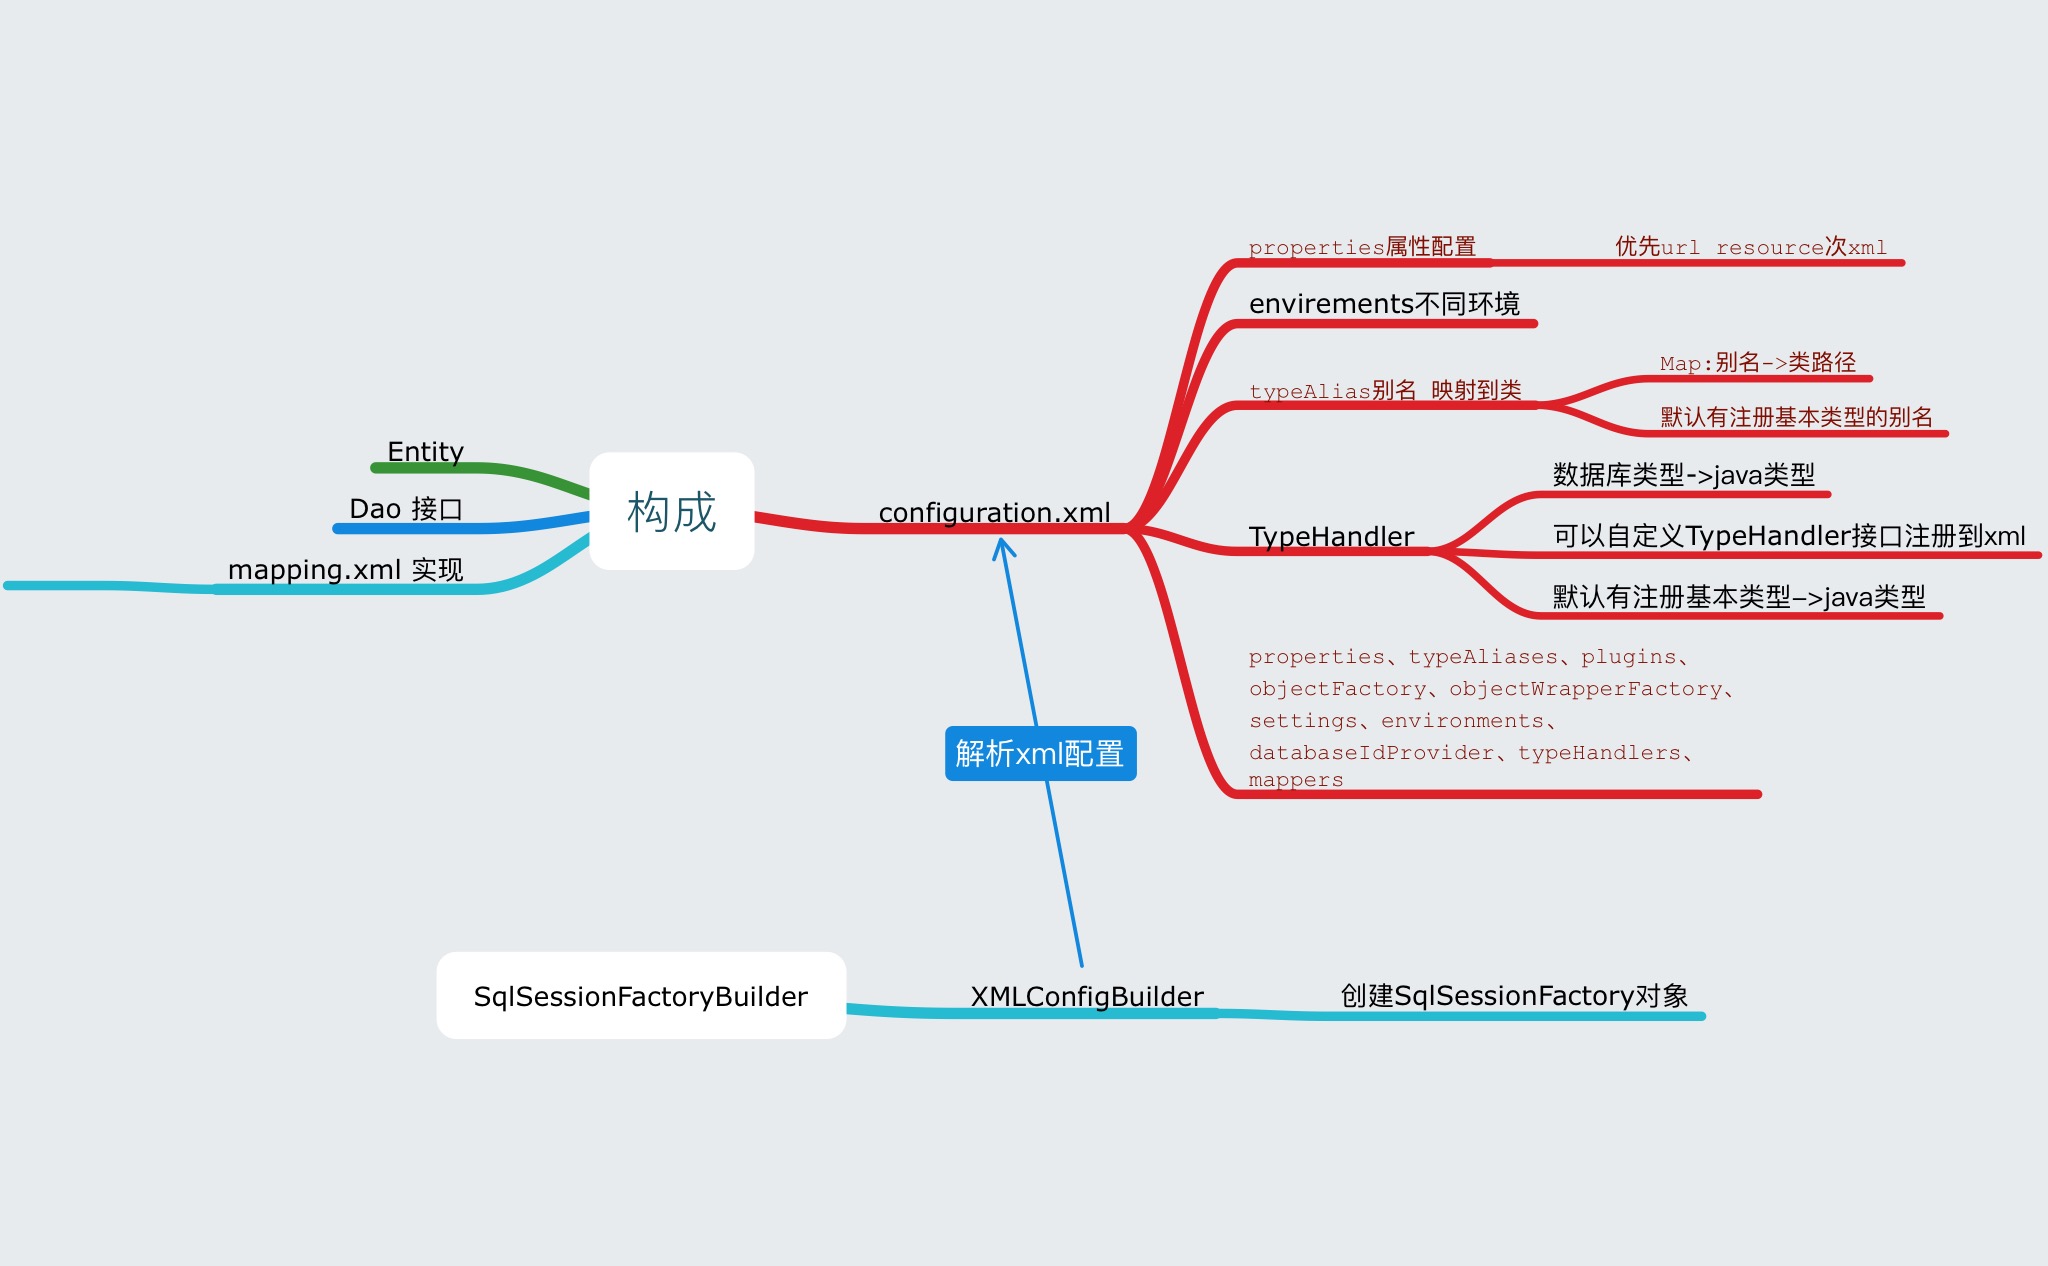 Entity
Dao 接口
mapping.xml 实现
构成
configuration.xml
properties属性配置
优先url resource次xml
envirements不同环境
typeAlias别名 映射到类
Map:别名->类路径
默认有注册基本类型的别名
TypeHandler
数据库类型->java类型
可以自定义TypeHandler接口注册到xml
默认有注册基本类型–>java类型
properties、typeAliases、plugins、
objectFactory、objectWrapperFactory、
settings、environments、
databaseIdProvider、typeHandlers、
mappers
解析xml配置
SqlSessionFactoryBuilder
XMLConfigBuilder
创建SqlSessionFactory对象